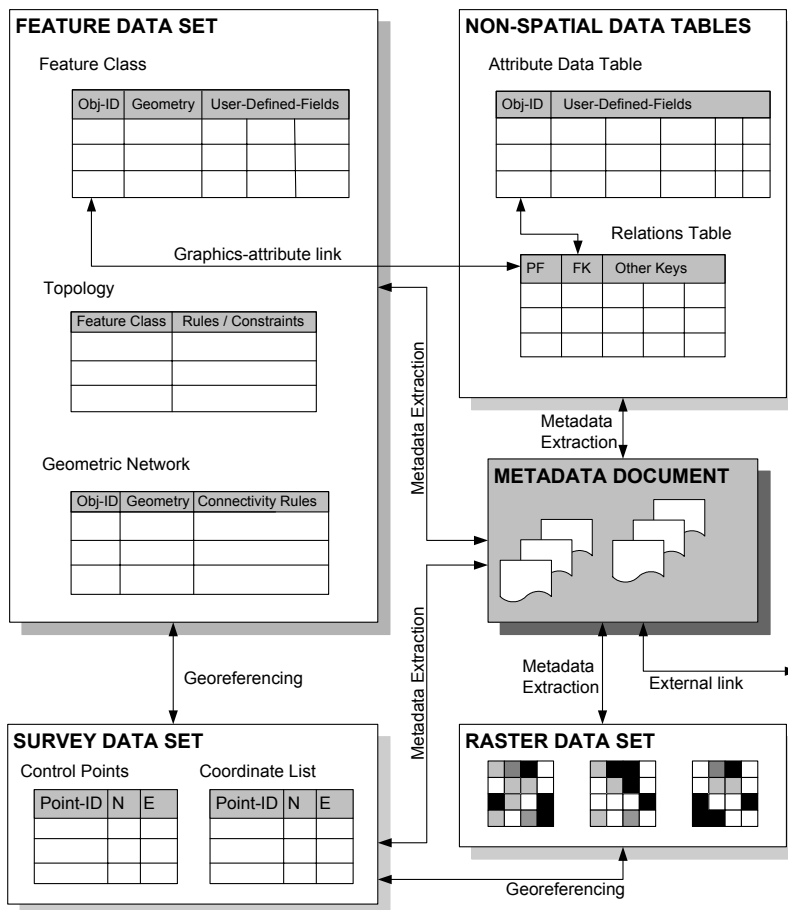 FEATURE DATA SET
Feature Class
Obj-ID Geometry User-Defined-Fields
Graphics-attribute link
Topology
Feature Class Rules / Constraints
Geometric Network
Obj-ID Geometry Connectivity Rules
NON-SPATIAL DATA TABLES
Attribute Data Table
Obj-ID User-Defined-Fields
Relations Table
PF FK Other Keys
Metadata Extraction
Metadata
Extraction
METADATA DOCUMENT
Georeferencing
Metadata Extraction
Metadata
Extraction
External link
SURVEY DATA SET
Control Points
Point-ID N E
Coordinate List
Point-ID N E
RASTER DATA SET
Georeferencing